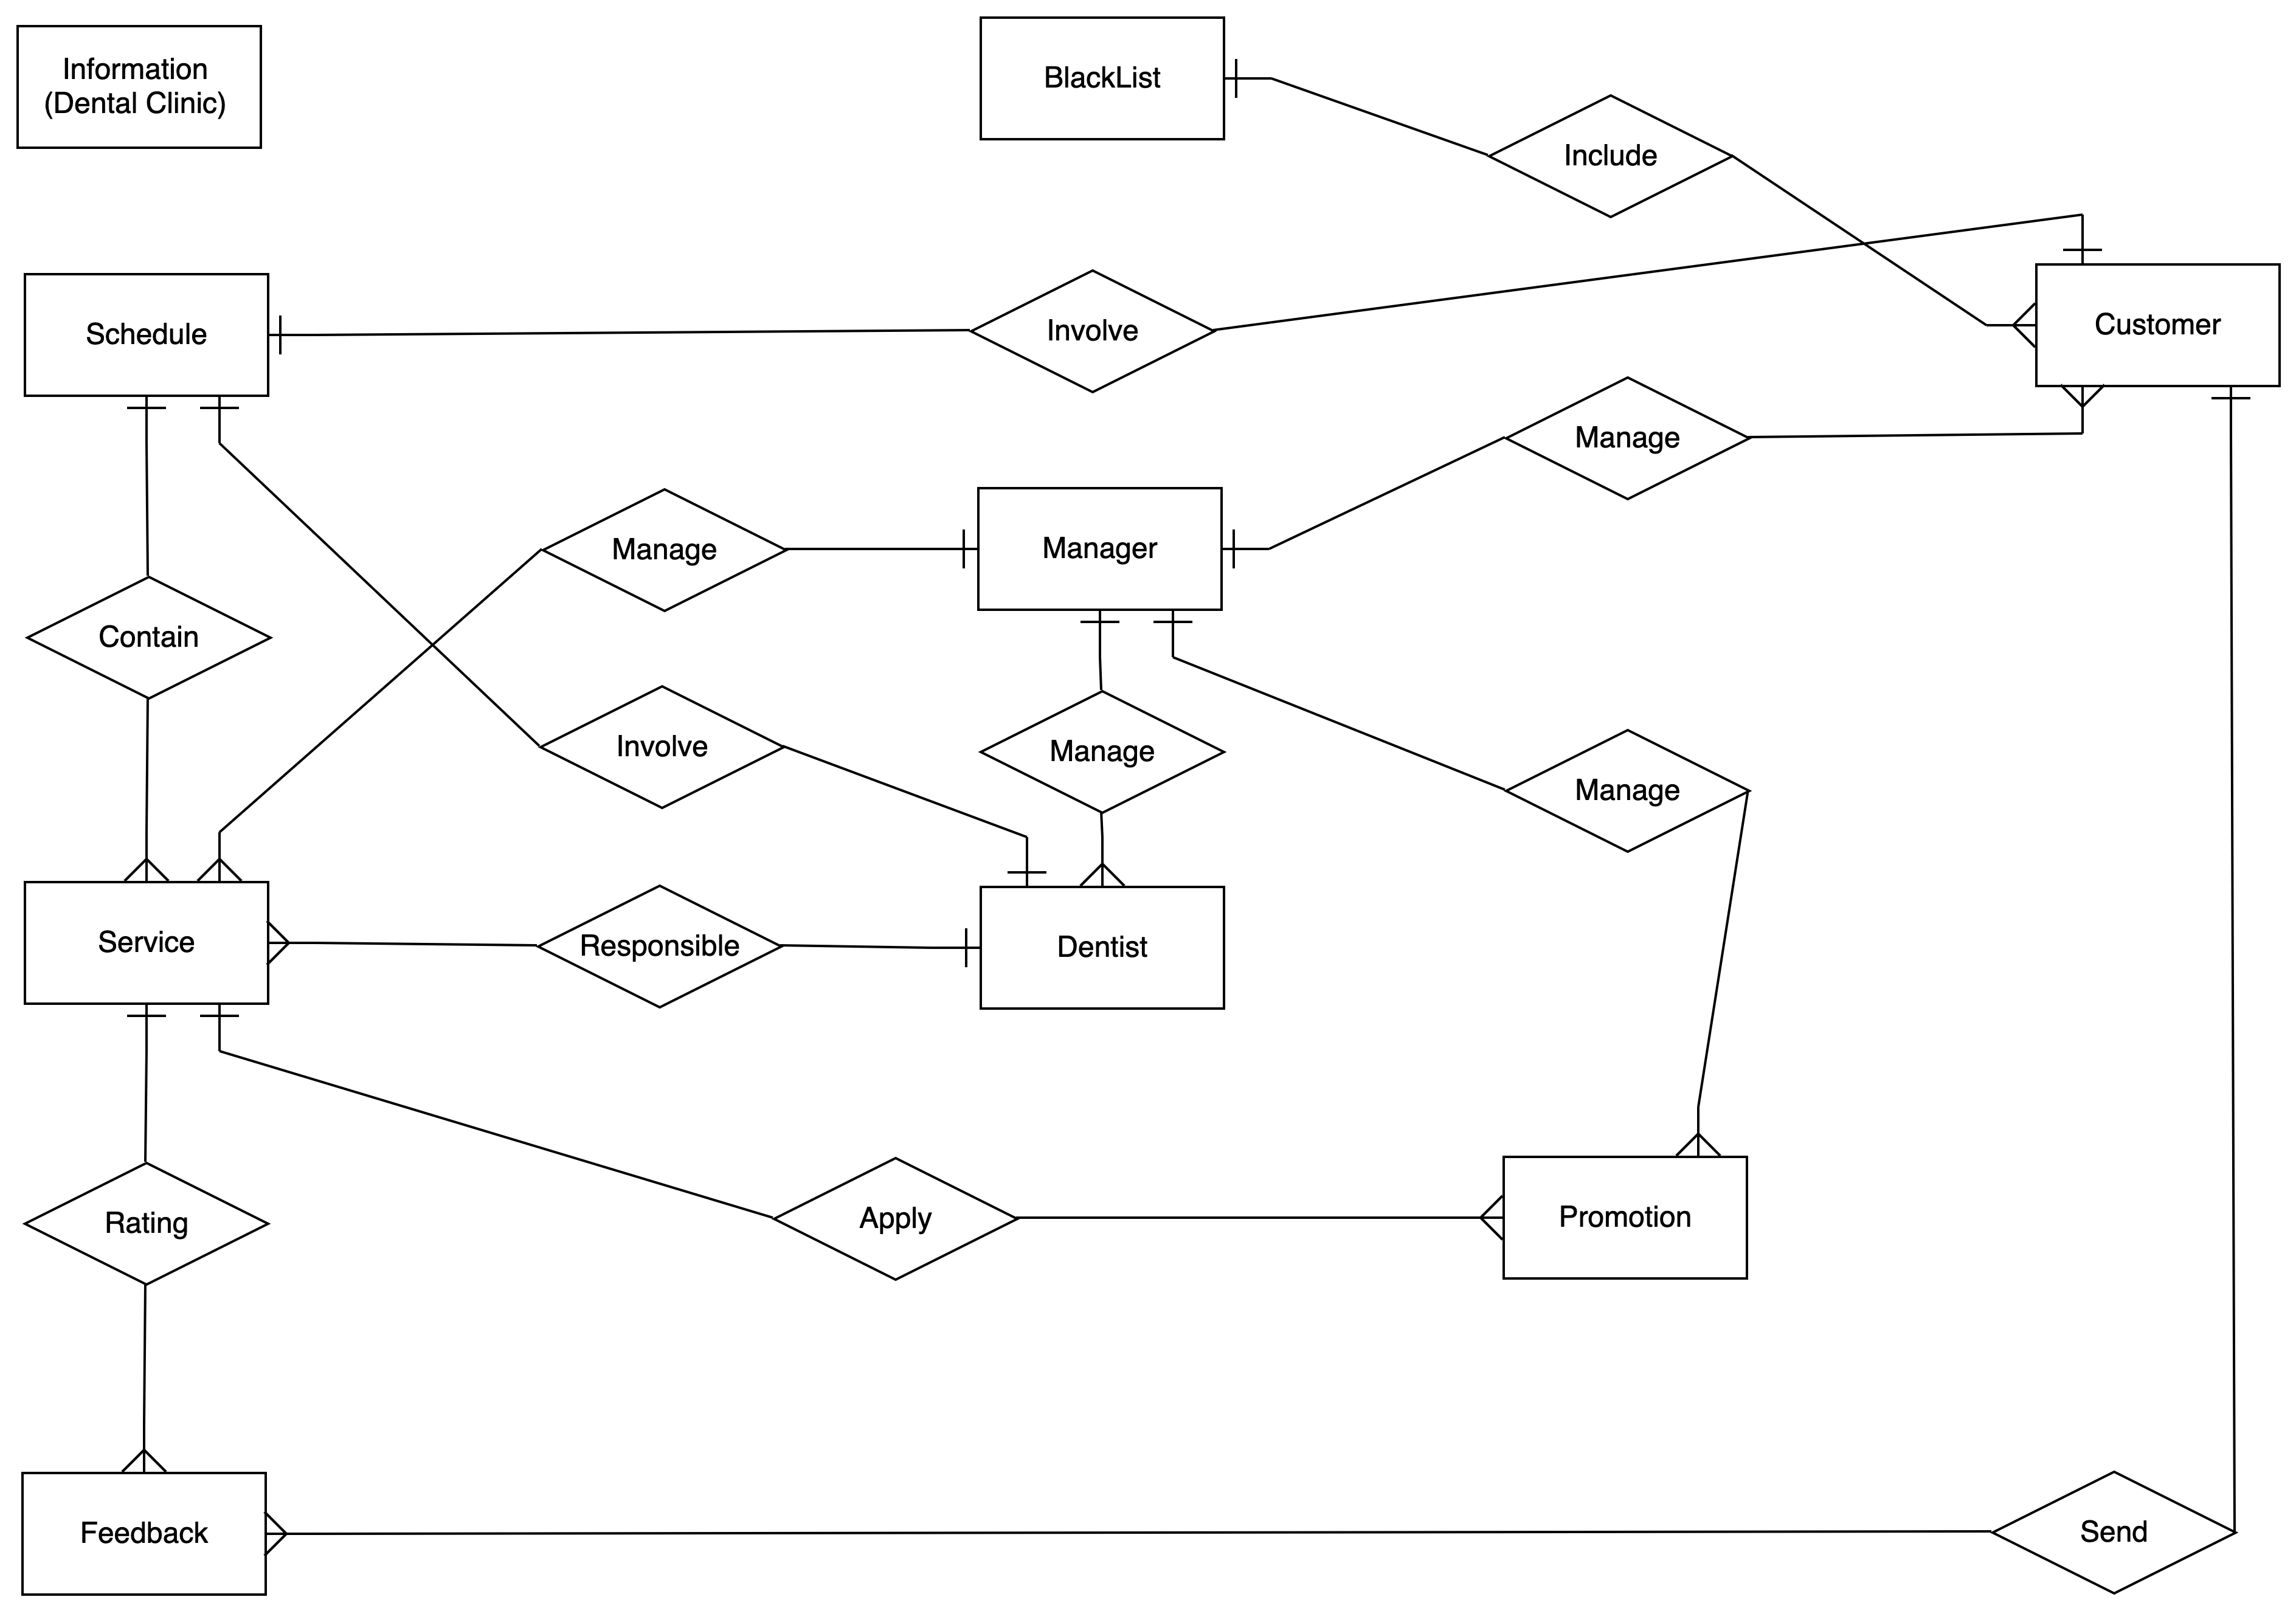 Information
(Dental Clinic)
BlackList
Include
Schedule
Involve
Customer
Manage
Manage
Manager
Contain
Involve
Manage
Manage
Service
Responsible
Dentist
Rating
Apply
Promotion
Feedback
Send